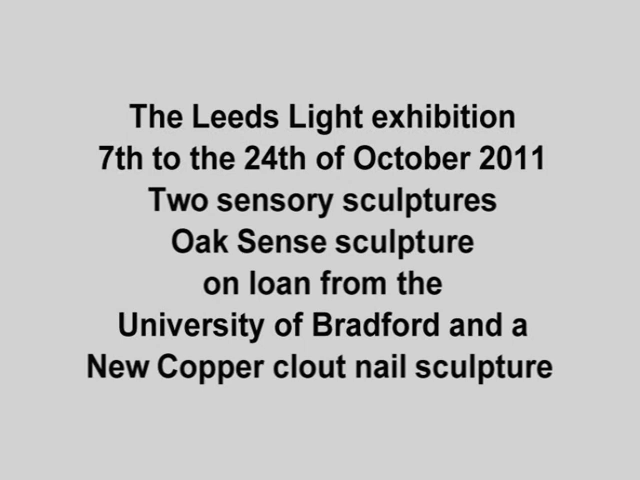 The Leeds Light exhibition
7th to the 24th of October 2011
Two sensory sculptures
Oak Sense sculpture
on loan from the
University of Bradford and a
New Copper clout nail sculpture